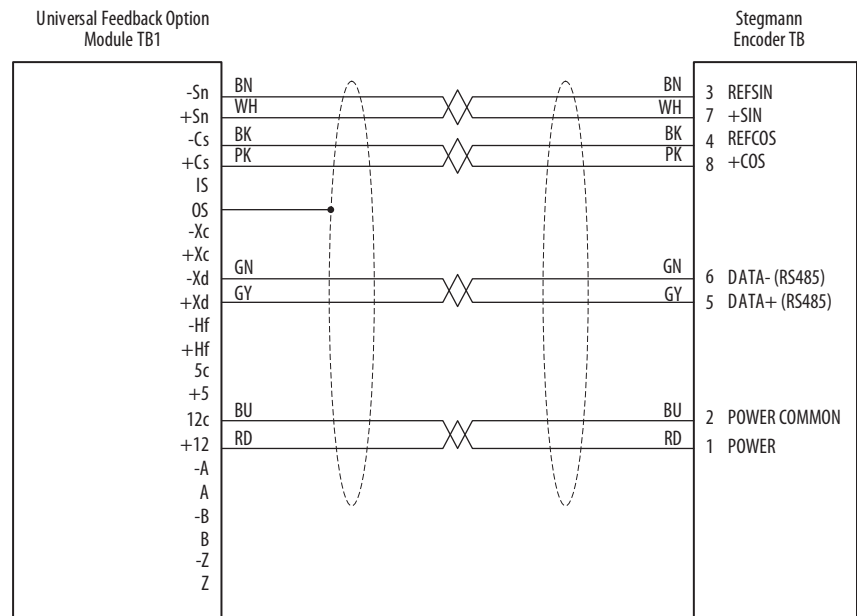 Universal Feedback Option
Module TB1
Stegmann
Encoder TB
-Sn BN BN 3 REFSIN
+Sn WH WH 7 +SIN
-Cs BK BK 4 REFCOS
+Cs PK PK 8 +COS
IS
OS
-Xc
+Xc
-Xd GN GN 6 DATA- (RS485)
+Xd GY GY 5 DATA+ (RS485)
-Hf
+Hf
5c
+5
12c BU BU 2 POWER COMMON
+12 RD RD 1 POWER
-A
A
-B
B
-Z
Z